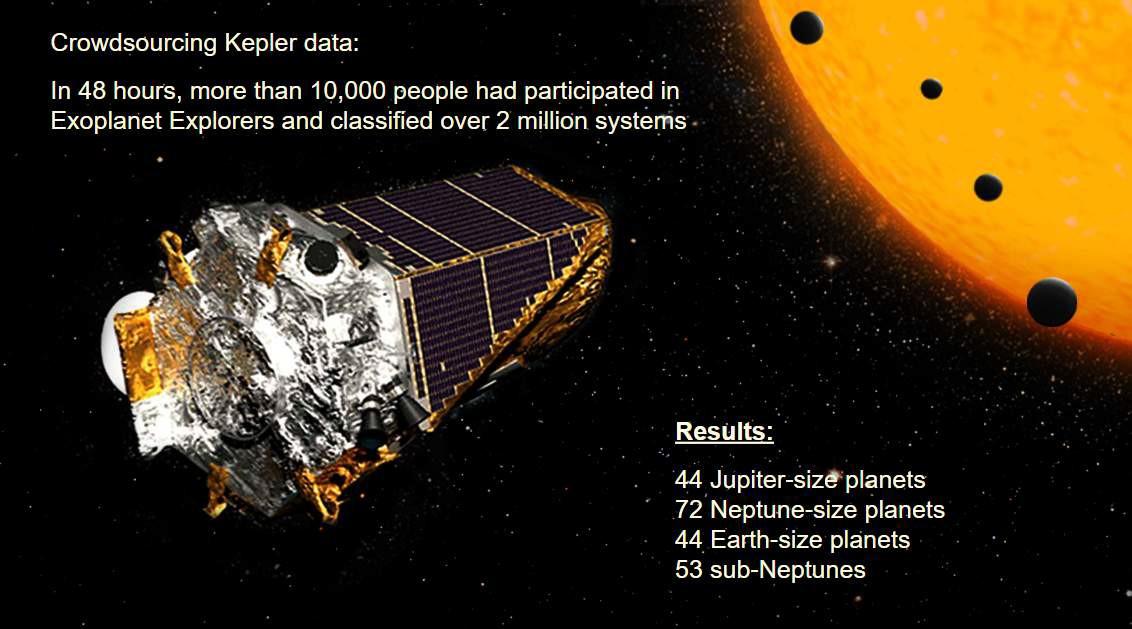 Crowdsourcing Kepler data:
In 48 hours, more than 10,000 people had participated in
Exoplanet Explorers and classified over 2 million systems
Results:
44 Jupiter-size planets
72 Neptune-size planets
44 Earth-size planets
53 sub-Neptunes